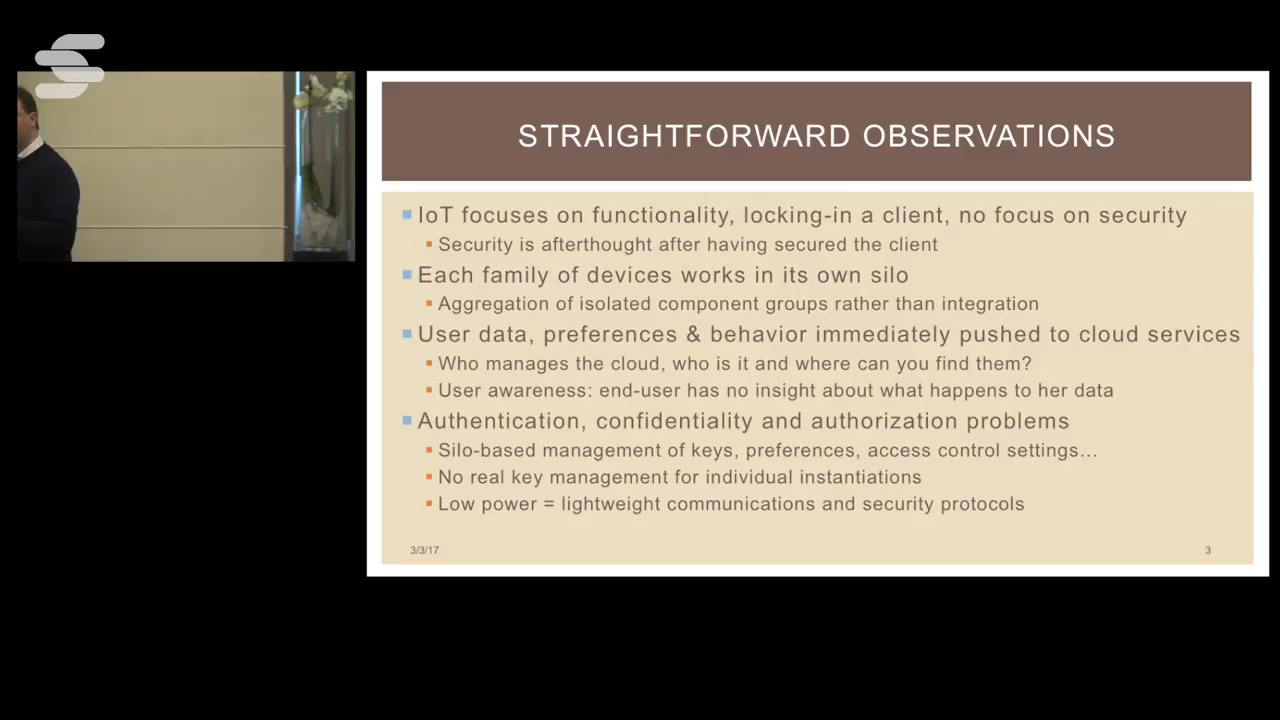 STRAIGHTFORWARD OBSERVATIONS
IoT focuses on functionality, locking-in a client, no focus on security
Security is afterthought after having secured the client
Each family of devices works in its own silo
Aggregation of isolated component groups rather than integration
User data, preferences & behavior immediately pushed to cloud services
Who manages the cloud, who is it and where can you find them?
User awareness: end-user has no insight about what happens to her data
Authentication, confidentiality and authorization problems
Silo-based management of keys, preferences, access control settings…
No real key management for individual instantiations
Low power = lightweight communications and security protocols
3/3/17
3